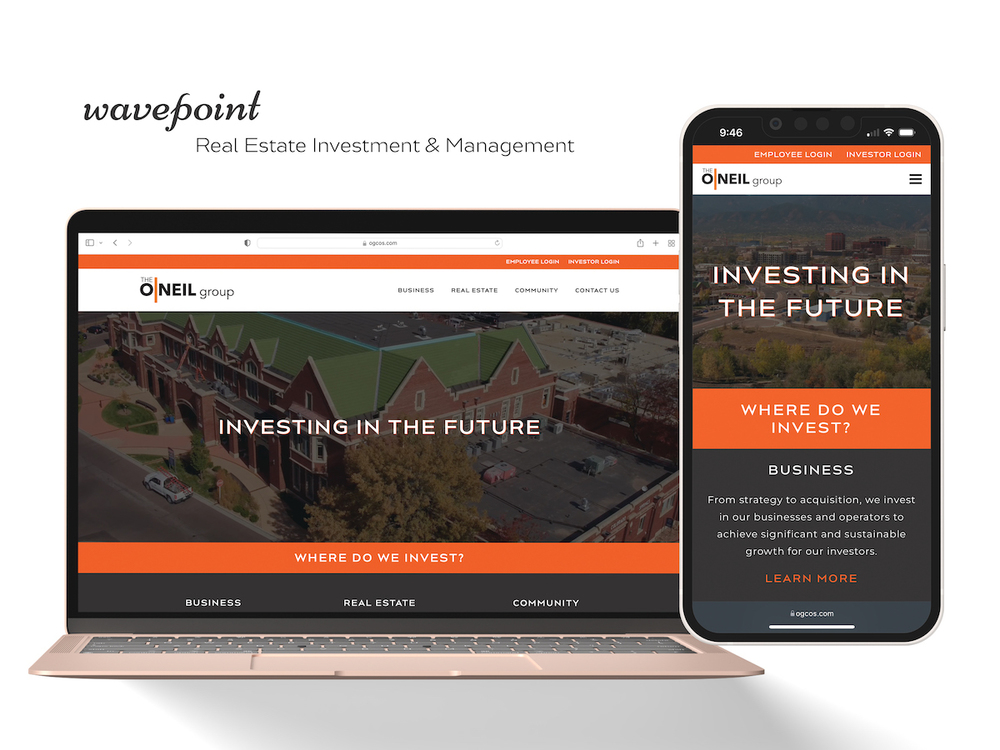 wavepoint
Real Estate Investment & Management
ogcos.com
EMPLOYEE LOGIN INVESTOR LOGIN
THE
O|NEIL group
BUSINESS REAL ESTATE COMMUNITY CONTACT US
INVESTING IN THE FUTURE
WHERE DO WE INVEST?
BUSINESS REAL ESTATE COMMUNITY
9:46
EMPLOYEE LOGIN INVESTOR LOGIN
THE
O|NEIL group
INVESTING IN
THE FUTURE
WHERE DO WE
INVEST?
BUSINESS
From strategy to acquisition, we invest
in our businesses and operators to
achieve significant and sustainable
growth for our investors.
LEARN MORE
ogcos.com